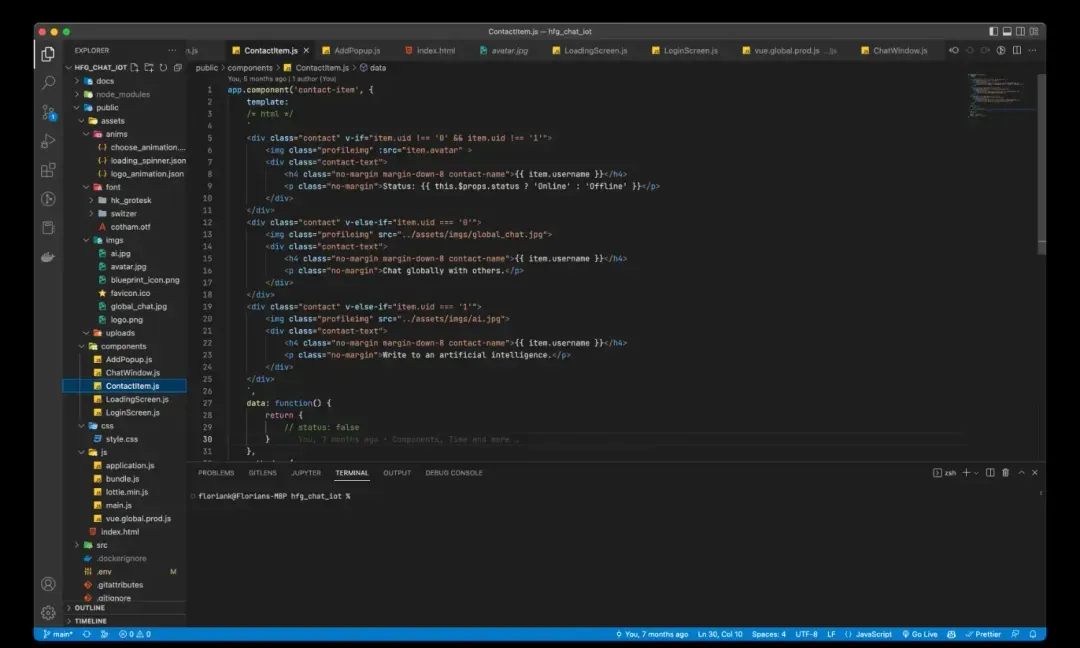 ContactItem.js — hfg_chat_iot
EXPLORER
HFG_CHAT_IOT
docs
node_modules
public
assets
anims
choose_animation....
loading_spinner.json
logo_animation.json
font
hk_grotesk
switzer
cotham.otf
imgs
ai.jpg
avatar.jpg
blueprint_icon.png
favicon.ico
global_chat.jpg
logo.png
uploads
components
AddPopup.js
ChatWindow.js
ContactItem.js
LoadingScreen.js
LoginScreen.js
css
style.css
js
application.js
bundle.js
lottie.min.js
main.js
vue.global.prod.js
index.html
src
.dockerignore
.env M
.gitattributes
.gitignore
OUTLINE
TIMELINE
n.js ContactItem.js AddPopup.js index.html avatar.jpg LoadingScreen.js LoginScreen.js vue.global.prod.js .../js ChatWindow.js
public > components > ContactItem.js > data
You, 5 months ago | 1 author (You)
1 app.component('contact-item', {
2 template:
3 /* html */
4 `
5 <div class="contact" v-if="item.uid !== '0' && item.uid !== '1'">
6 <img class="profileimg" :src="item.avatar" >
7 <div class="contact-text">
8 <h4 class="no-margin margin-down-8 contact-name">{{ item.username }}</h4>
9 <p class="no-margin">Status: {{ this.$props.status ? 'Online' : 'Offline' }}</p>
10 </div>
11 </div>
12 <div class="contact" v-else-if="item.uid === '0'">
13 <img class="profileimg" src="../assets/imgs/global_chat.jpg">
14 <div class="contact-text">
15 <h4 class="no-margin margin-down-8 contact-name">{{ item.username }}</h4>
16 <p class="no-margin">Chat globally with others.</p>
17 </div>
18 </div>
19 <div class="contact" v-else-if="item.uid === '1'">
20 <img class="profileimg" src="../assets/imgs/ai.jpg">
21 <div class="contact-text">
22 <h4 class="no-margin margin-down-8 contact-name">{{ item.username }}</h4>
23 <p class="no-margin">Write to an artificial intelligence.</p>
24 </div>
25 </div>
26 `,
27 data: function() {
28 return {
29 // status: false
30 } You, 7 months ago • Components, Time and more …
31 },
PROBLEMS GITLENS JUPYTER TERMINAL OUTPUT DEBUG CONSOLE zsh
floriank@Florians-MBP hfg_chat_iot %
main* 0 0 You, 7 months ago Ln 30, Col 10 Spaces: 4 UTF-8 LF JavaScript Go Live Prettier